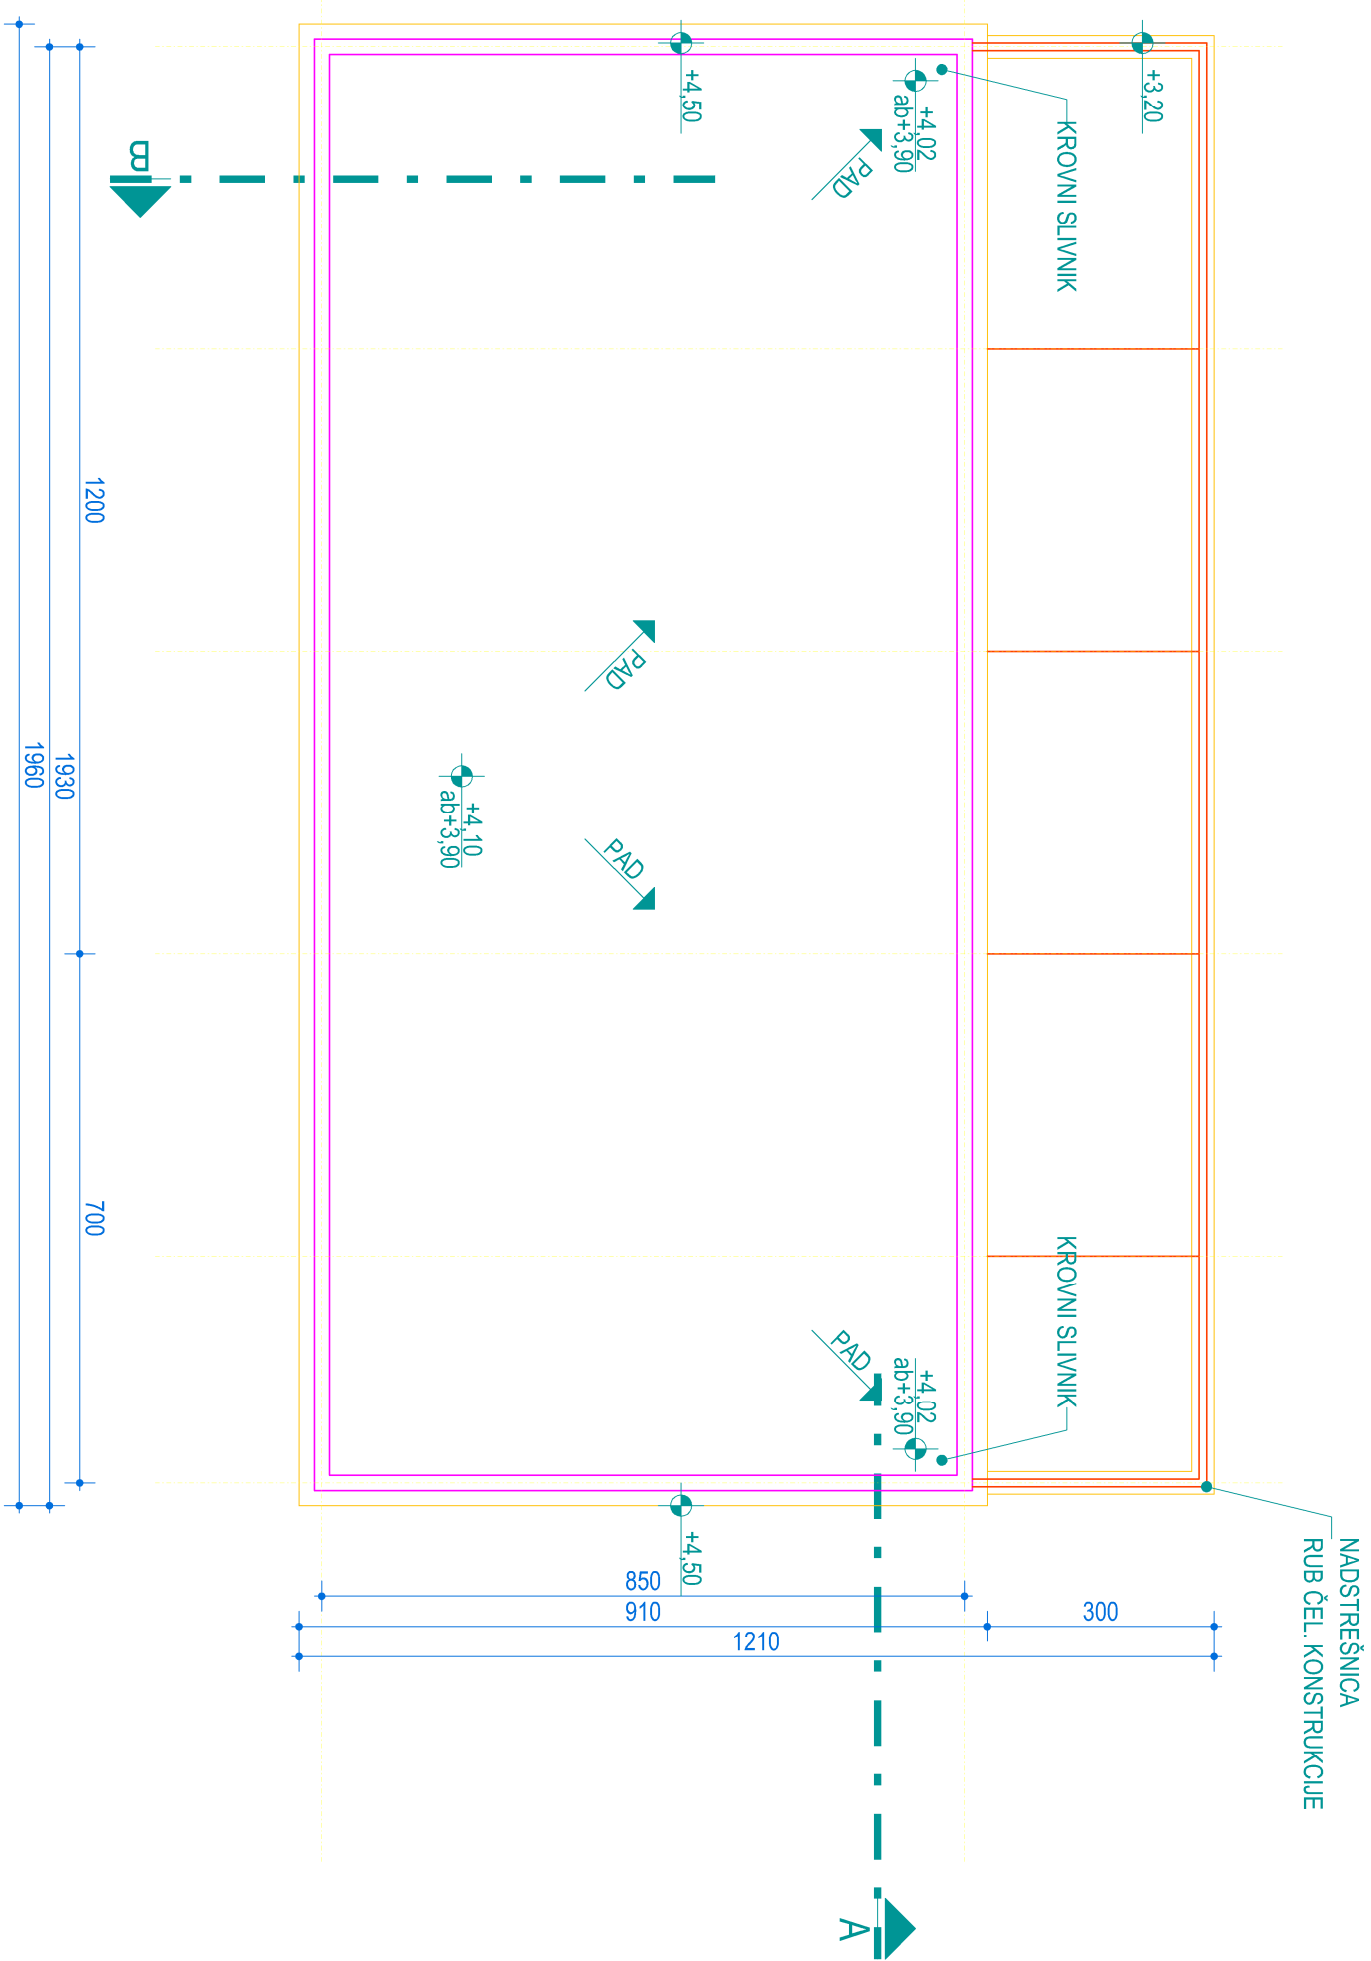 +3,20
KROVNI SLIVNIK
+4,02
ab+3,90
PAD
+4,50
B
1200
PAD
+4,10
ab+3,90
PAD
1930
1960
700
KROVNI SLIVNIK
+4,02
ab+3,90
PAD
+4,50
NADSTREŠNICA
RUB ČEL. KONSTRUKCIJE
850
910
300
1210
A